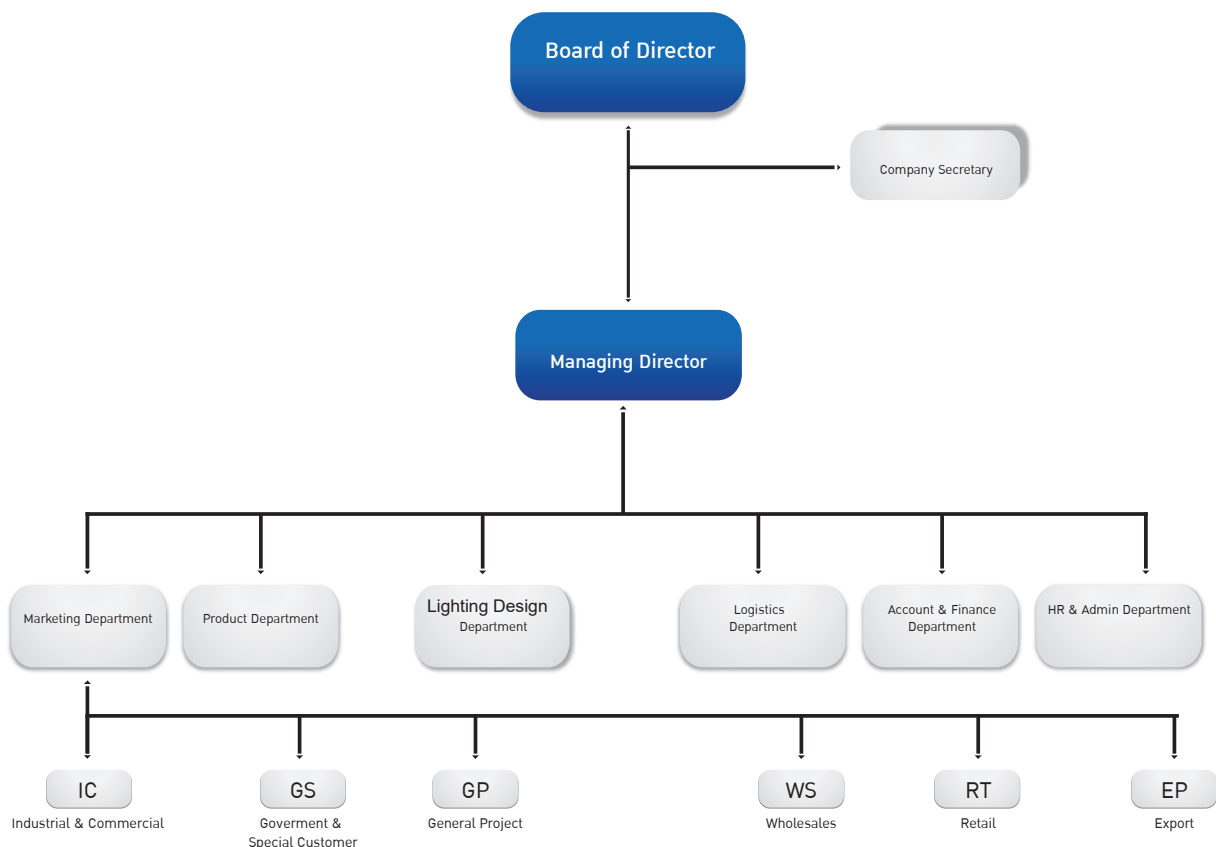 Board of Director
Company Secretary
Managing Director
Marketing Department
Product Department
Lighting Design
Department
Logistics
Department
Account & Finance
Department
HR & Admin Department
IC
Industrial & Commercial
GS
Goverment &
Special Customer
GP
General Project
WS
Wholesales
RT
Retail
EP
Export